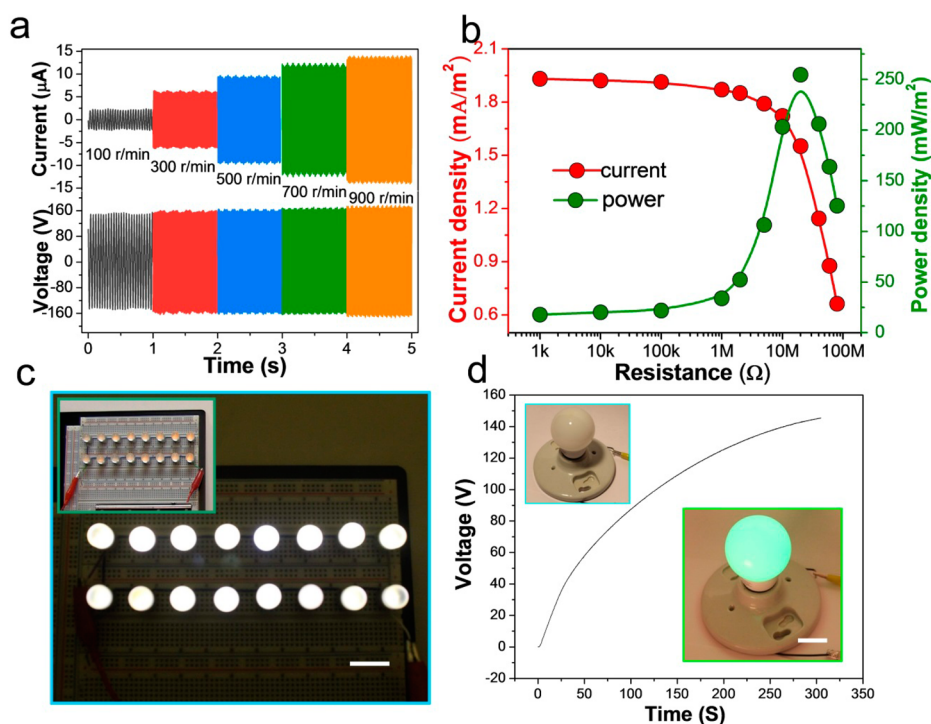 a
15
10
5
0
-5
-10
-15
160
80
0
-80
-160
Current (μA)
Voltage (V)
100 r/min
300 r/min
500 r/min
700 r/min
900 r/min
0 1 2 3 4 5
Time (s)
b
2.1
1.8
1.5
1.2
0.9
0.6
Current density (mA/m²)
current
power
250
200
150
100
50
0
Power density (mW/m²)
1k 10k 100k 1M 10M 100M
Resistance (Ω)
c
d
160
140
120
100
80
60
40
20
0
-20
Voltage (V)
0 50 100 150 200 250 300 350
Time (S)